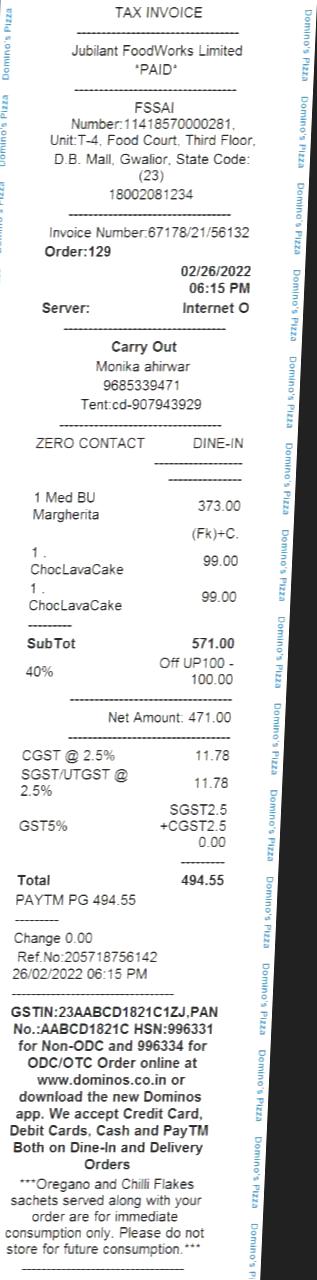 TAX INVOICE
--------------------------------
Jubilant FoodWorks Limited
*PAID*
--------------------------------
FSSAI
Number:11418570000281,
Unit:T-4, Food Court, Third Floor,
D.B. Mall, Gwalior, State Code:
(23)
18002081234
--------------------------------
Invoice Number:67178/21/56132
Order:129
02/26/2022
06:15 PM
Server: Internet O
--------------------------------
Carry Out
Monika ahirwar
9685339471
Tent:cd-907943929
--------------------------------
ZERO CONTACT DINE-IN
------------------
---------------
1 Med BU
Margherita 373.00
(Fk)+C.
1 .
ChocLavaCake 99.00
1 .
ChocLavaCake 99.00
---------
SubTot 571.00
40% Off UP100 -
100.00
--------------------------------
Net Amount: 471.00
--------------------------------
CGST @ 2.5% 11.78
SGST/UTGST @
2.5% 11.78
GST5% SGST2.5
+CGST2.5
0.00
---------
Total 494.55
PAYTM PG 494.55
---------
Change 0.00
Ref.No:205718756142
26/02/2022 06:15 PM
--------------------------------
GSTIN:23AABCD1821C1ZJ,PAN
No.:AABCD1821C HSN:996331
for Non-ODC and 996334 for
ODC/OTC Order online at
www.dominos.co.in or
download the new Dominos
app. We accept Credit Card,
Debit Cards, Cash and PayTM
Both on Dine-In and Delivery
Orders
***Oregano and Chilli Flakes
sachets served along with your
order are for immediate
consumption only. Please do not
store for future consumption.***
--------------------------------
Domino's Pizza
Domino's Pizza
Domino's Pizza
Domino's Pizza
Domino's Pizza
Domino's Pizza
Domino's Pizza
Domino's Pizza
Domino's Pizza
Domino's Pizza
Domino's Pizza
Domino's Pizza
Domino's Pizza
Domino's Pizza